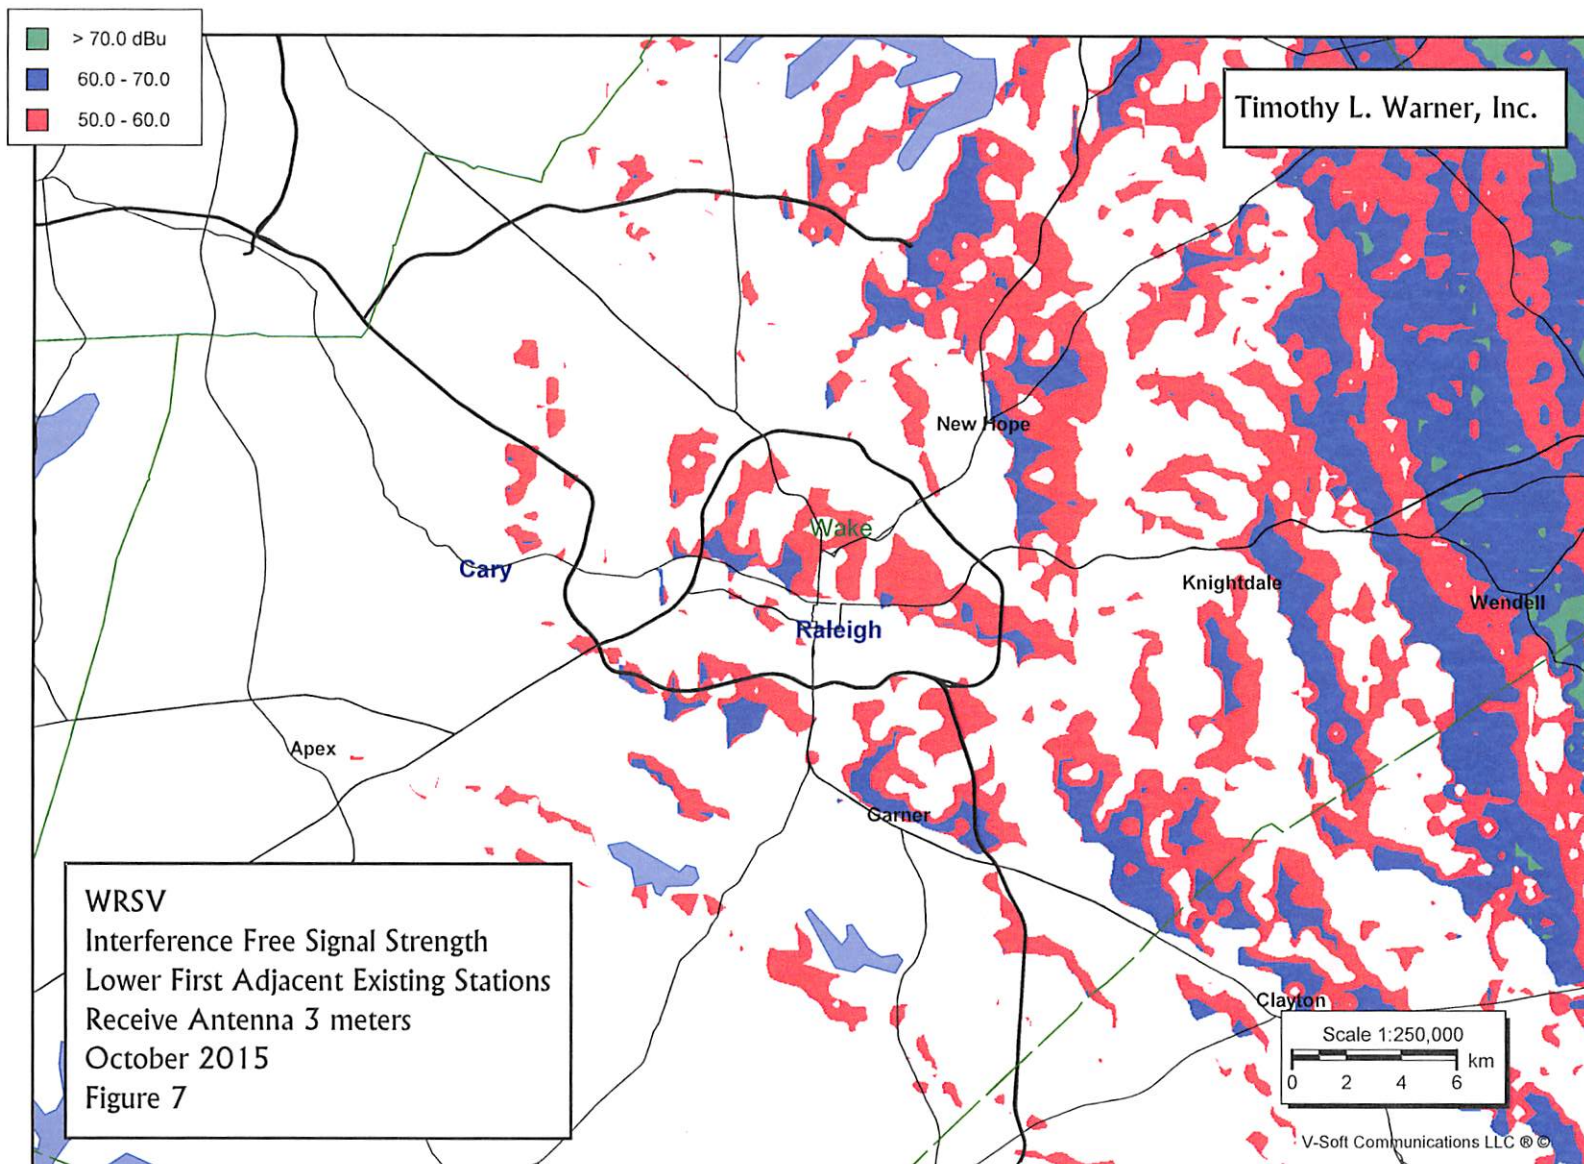 > 70.0 dBu
60.0 - 70.0
50.0 - 60.0
Timothy L. Warner, Inc.
New Hope
Wake
Cary
Knightdale
Wendell
Raleigh
Apex
Garner
WRSV
Interference Free Signal Strength
Lower First Adjacent Existing Stations
Receive Antenna 3 meters
October 2015
Figure 7
Clayton
Scale 1:250,000
km
0 2 4 6
V-Soft Communications LLC ® ©